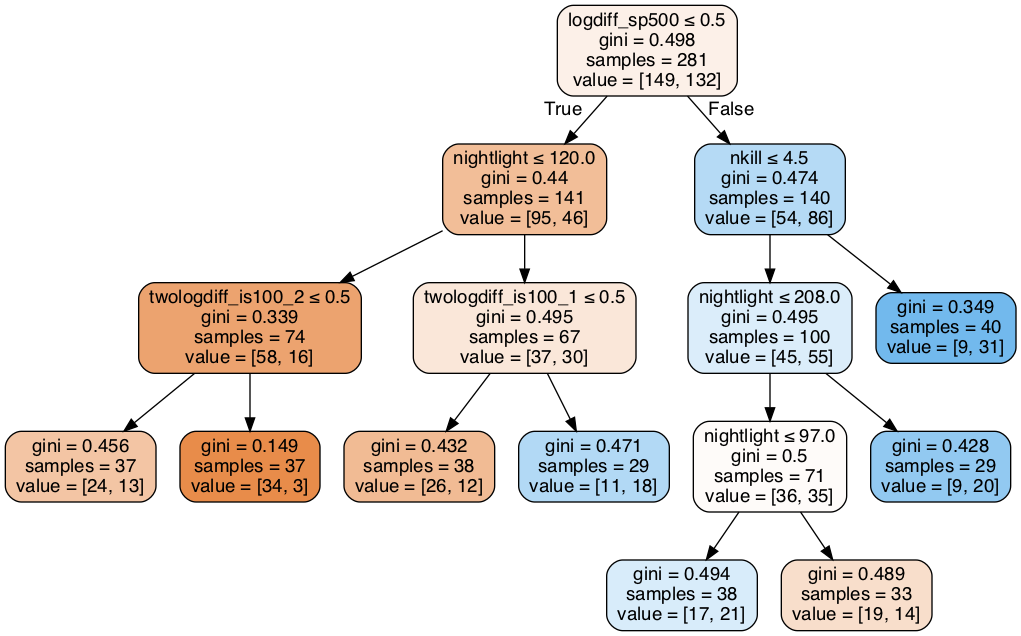 logdiff_sp500 ≤ 0.5
gini = 0.498
samples = 281
value = [149, 132]
True
False
nightlight ≤ 120.0
gini = 0.44
samples = 141
value = [95, 46]
nkill ≤ 4.5
gini = 0.474
samples = 140
value = [54, 86]
twologdiff_is100_2 ≤ 0.5
gini = 0.339
samples = 74
value = [58, 16]
twologdiff_is100_1 ≤ 0.5
gini = 0.495
samples = 67
value = [37, 30]
nightlight ≤ 208.0
gini = 0.495
samples = 100
value = [45, 55]
gini = 0.349
samples = 40
value = [9, 31]
gini = 0.456
samples = 37
value = [24, 13]
gini = 0.149
samples = 37
value = [34, 3]
gini = 0.432
samples = 38
value = [26, 12]
gini = 0.471
samples = 29
value = [11, 18]
nightlight ≤ 97.0
gini = 0.5
samples = 71
value = [36, 35]
gini = 0.428
samples = 29
value = [9, 20]
gini = 0.494
samples = 38
value = [17, 21]
gini = 0.489
samples = 33
value = [19, 14]